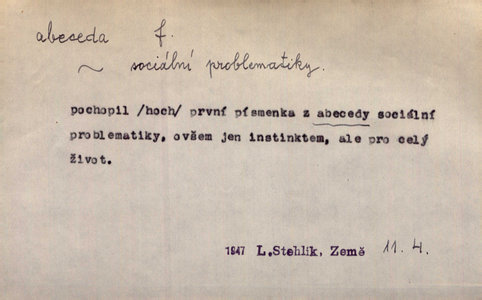 abeceda f.
~ sociální problematiky.
pochopil /hoch/ první písmenka z abecedy sociální
problematiky, ovšem jen instinktem, ale pro celý
život.
1947 L.Stehlík, Země 11.4.